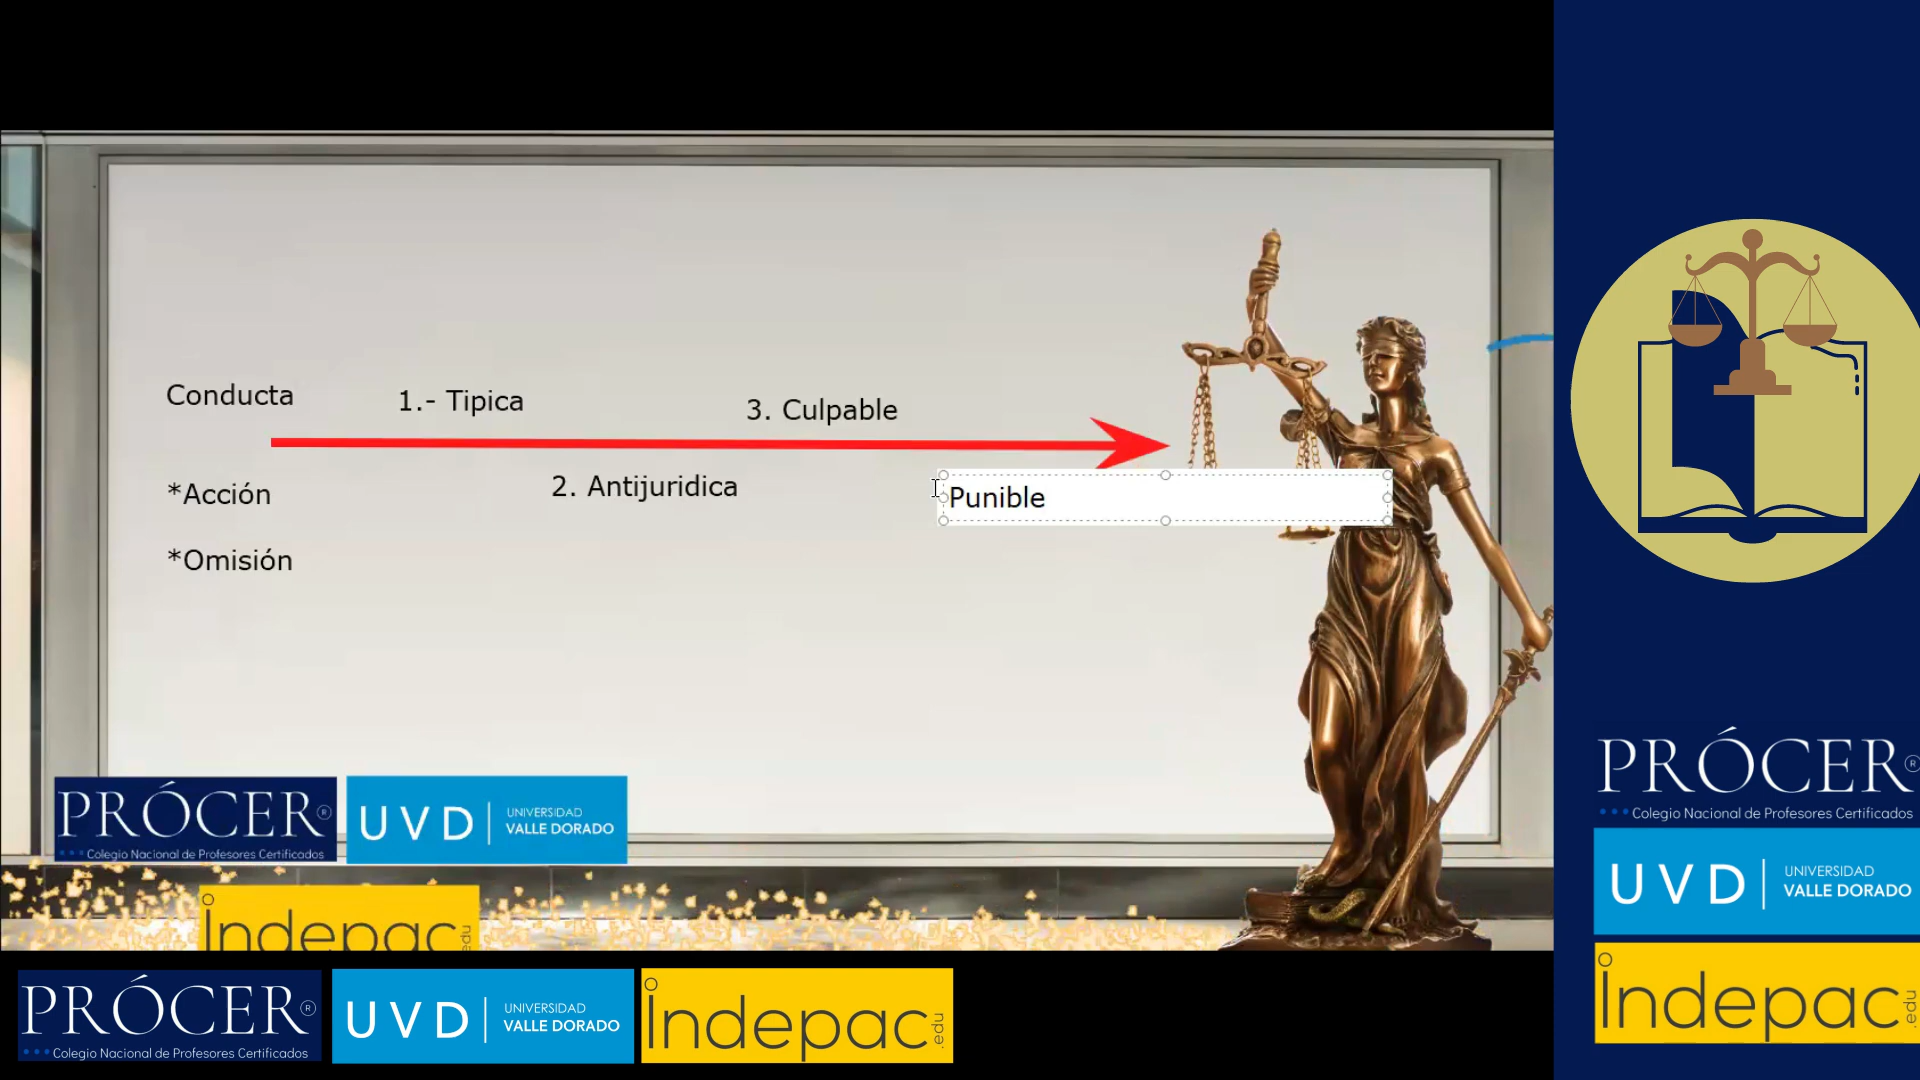 Conducta
1.- Tipica
3. Culpable
*Acción
2. Antijuridica
Punible
*Omisión
PRÓCER®
Colegio Nacional de Profesores Certificados
UVD
UNIVERSIDAD
VALLE DORADO
indepac.edu
PRÓCER®
Colegio Nacional de Profesores Certificados
UVD
UNIVERSIDAD
VALLE DORADO
indepac.edu
PRÓCER®
Colegio Nacional de Profesores Certificados
UVD
UNIVERSIDAD
VALLE DORADO
indepac.edu